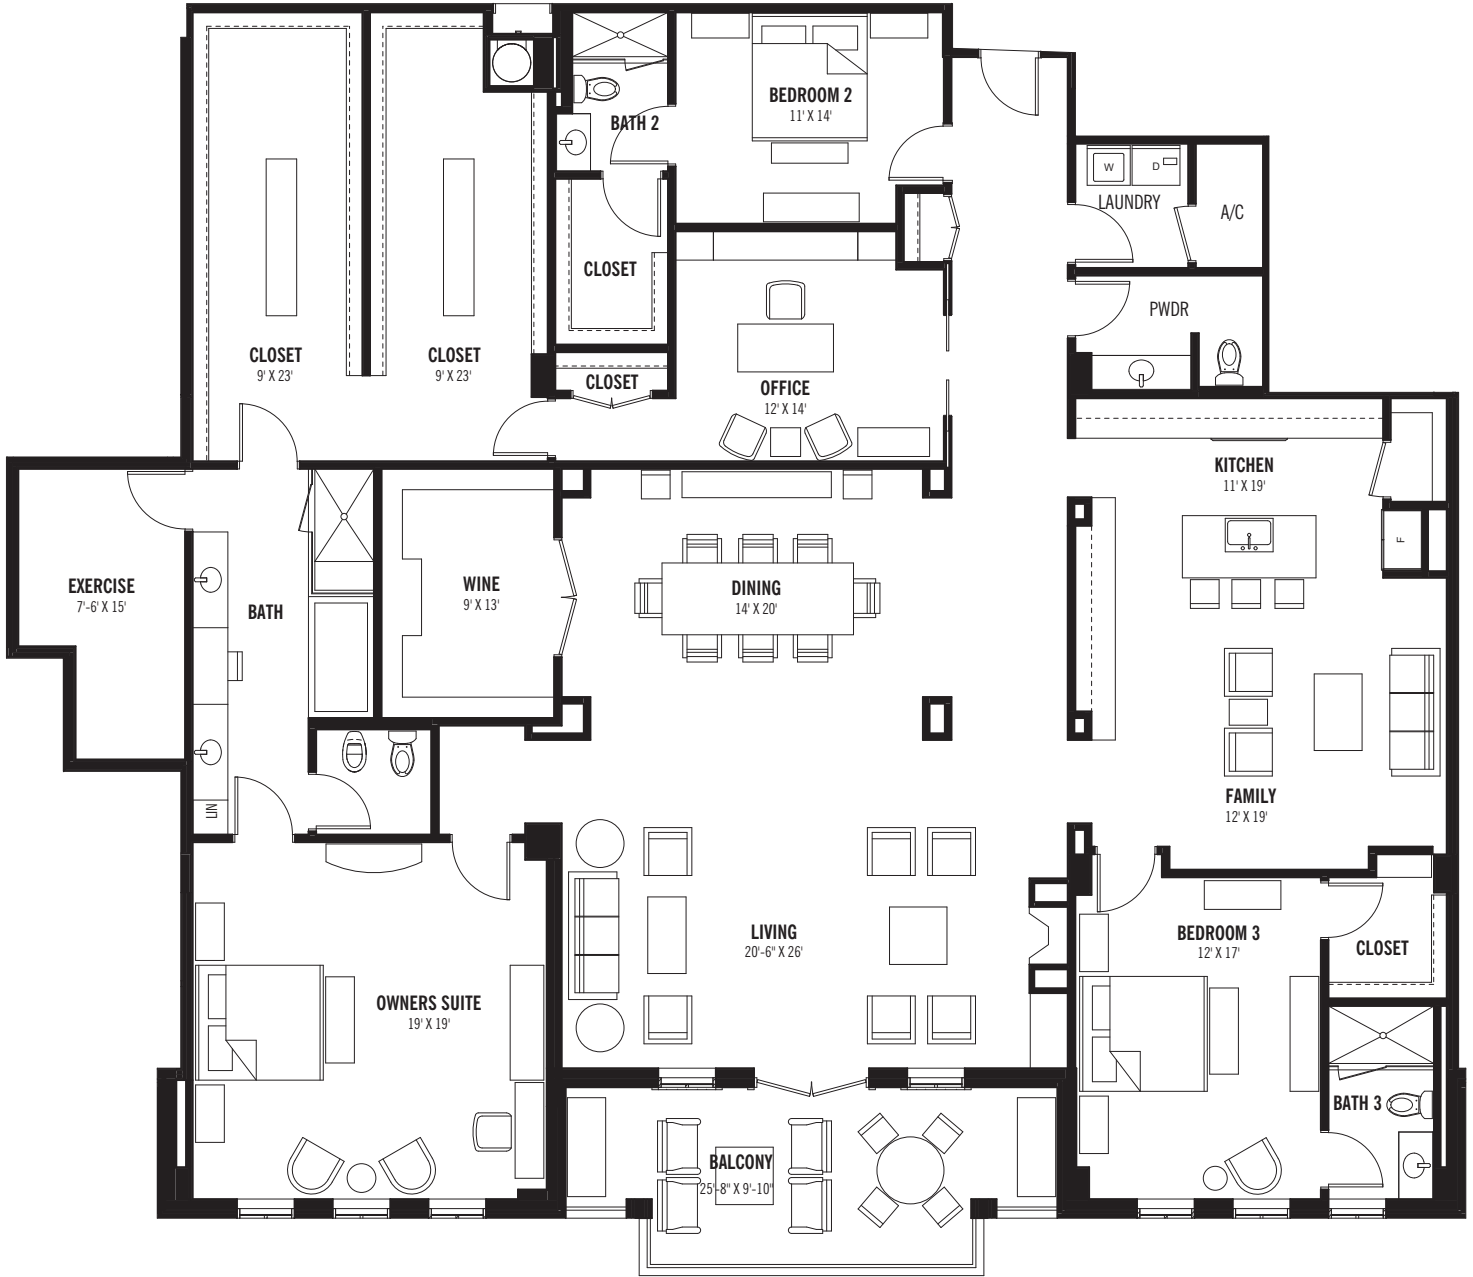 BEDROOM 2
11' X 14'
BATH 2
W
D
LAUNDRY
A/C
CLOSET
PWDR
CLOSET
9' X 23'
CLOSET
9' X 23'
CLOSET
OFFICE
12' X 14'
KITCHEN
11' X 19'
F
EXERCISE
7'-6' X 15'
BATH
WINE
9' X 13'
DINING
14' X 20'
LIN
FAMILY
12' X 19'
LIVING
20'-6" X 26'
BEDROOM 3
12' X 17'
CLOSET
OWNERS SUITE
19' X 19'
BATH 3
BALCONY
25'-8" X 9'-10"